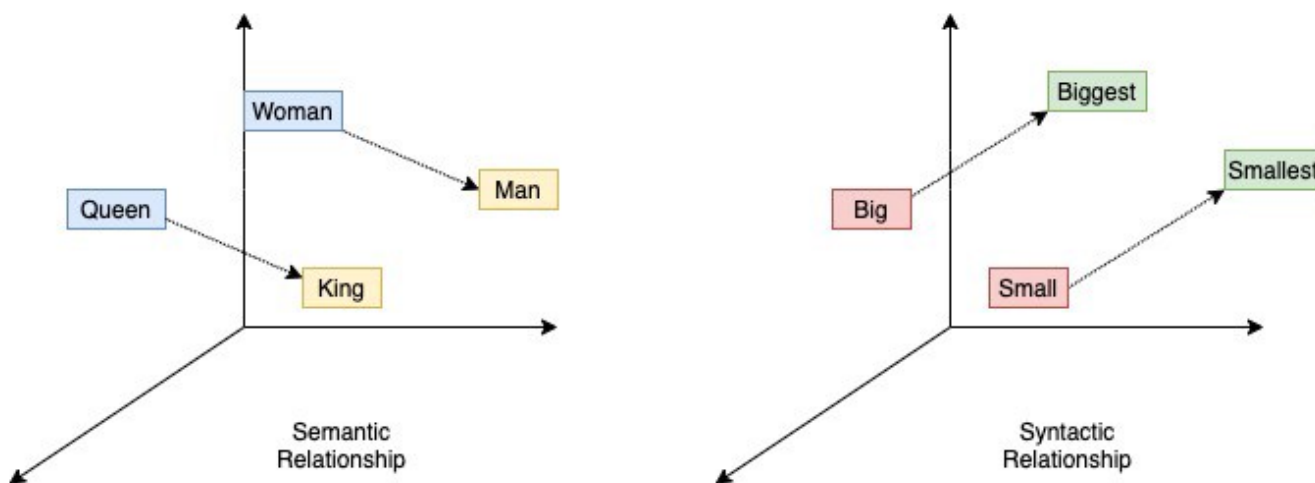 Woman
Man
Queen
King
Semantic
Relationship
Biggest
Smallest
Big
Small
Syntactic
Relationship